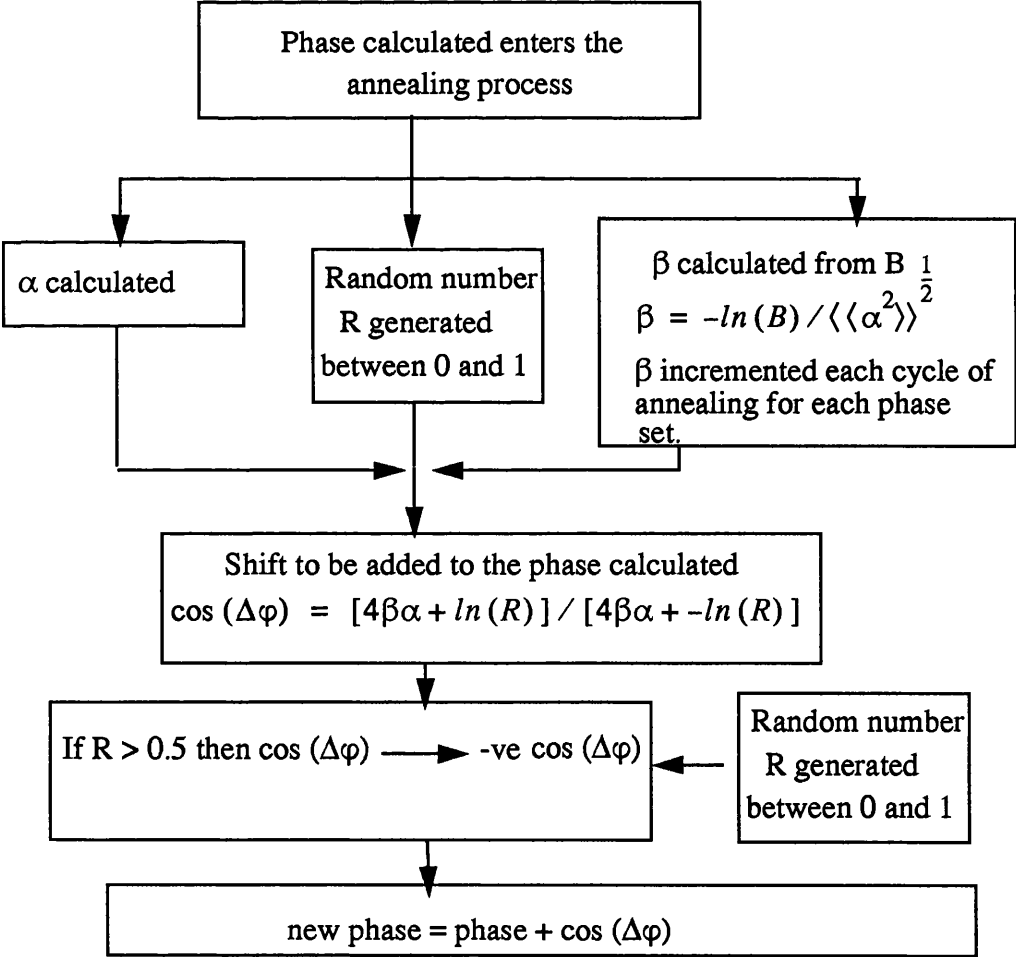 Phase calculated enters the
annealing process
α calculated
Random number
R generated
between 0 and 1
β calculated from B
β = -ln (B) / ⟨⟨α²⟩⟩^½
β incremented each cycle of
annealing for each phase
set.
Shift to be added to the phase calculated
cos (Δφ) = [4βα + ln (R) ] / [4βα + -ln (R) ]
If R > 0.5 then cos (Δφ) ⟶ -ve cos (Δφ)
Random number
R generated
between 0 and 1
new phase = phase + cos (Δφ)